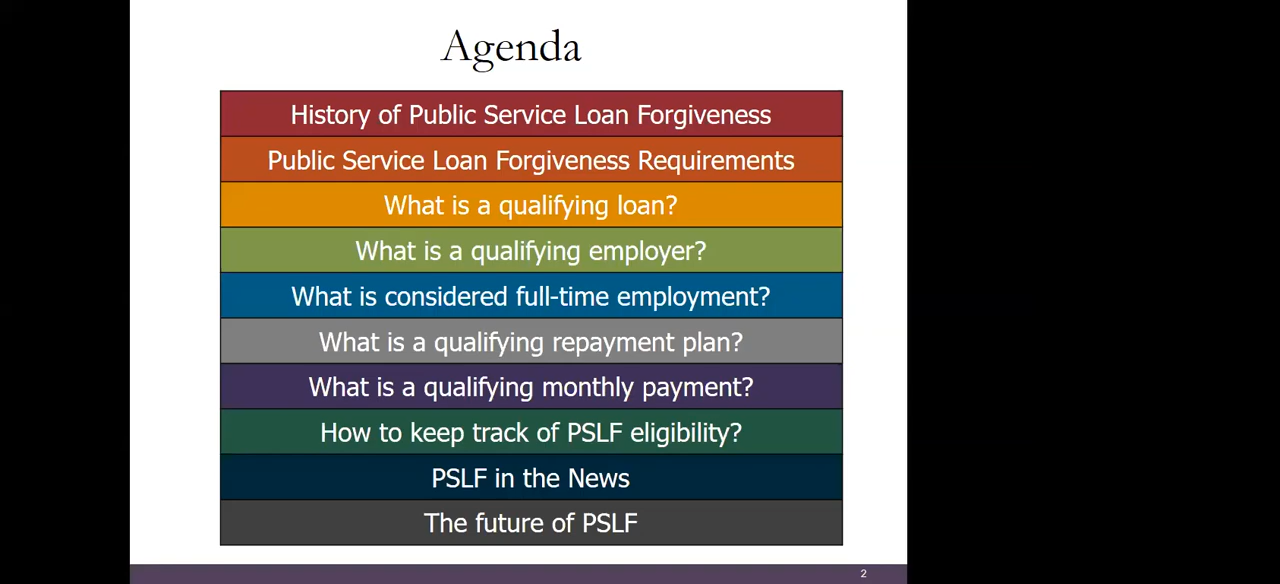 Agenda
History of Public Service Loan Forgiveness
Public Service Loan Forgiveness Requirements
What is a qualifying loan?
What is a qualifying employer?
What is considered full-time employment?
What is a qualifying repayment plan?
What is a qualifying monthly payment?
How to keep track of PSLF eligibility?
PSLF in the News
The future of PSLF
2